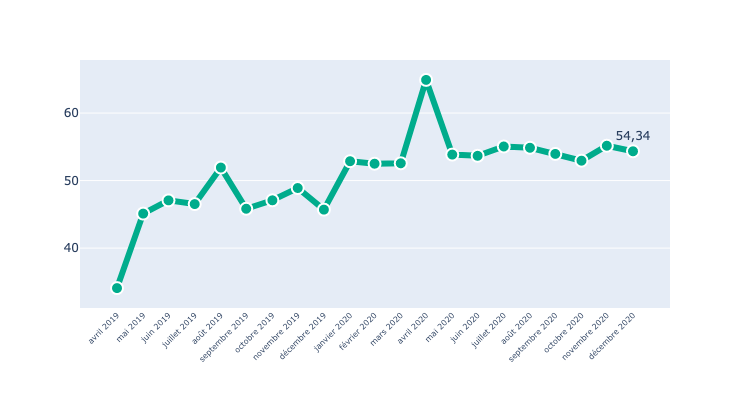 60
54,34
50
40
avril 2019
mai 2019
juin 2019
juillet 2019
août 2019
septembre 2019
octobre 2019
novembre 2019
décembre 2019
janvier 2020
février 2020
mars 2020
avril 2020
mai 2020
juin 2020
juillet 2020
août 2020
septembre 2020
octobre 2020
novembre 2020
décembre 2020